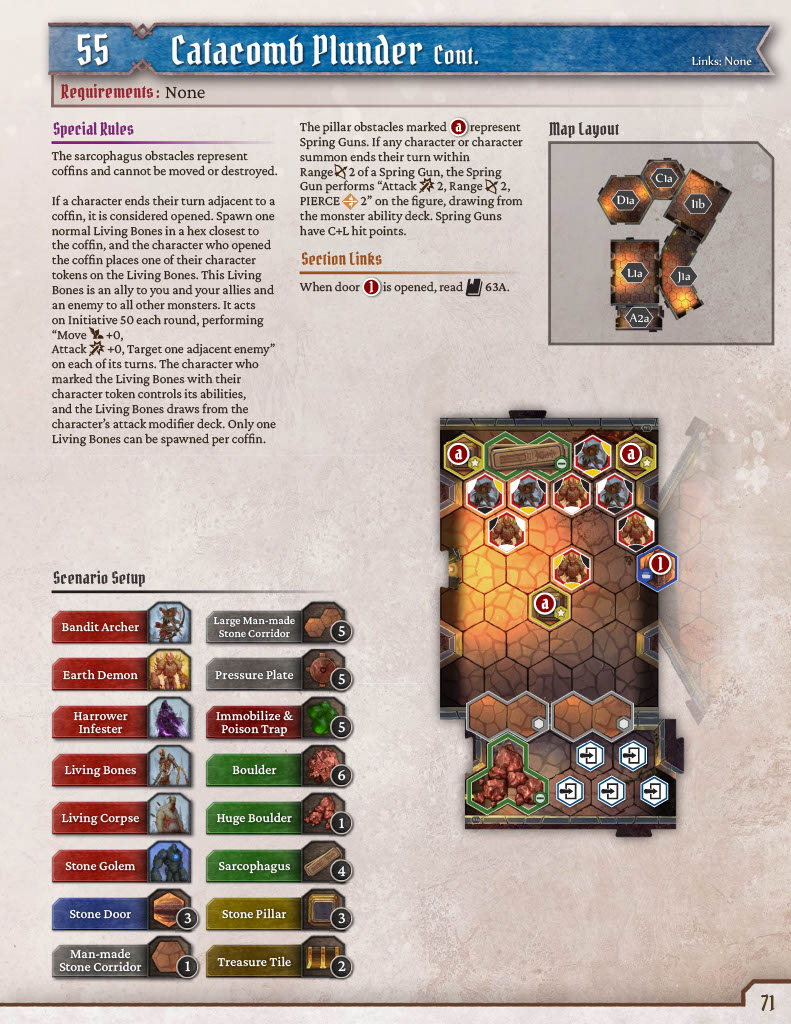 55 Catacomb Plunder Cont.
Links: None
Requirements: None
Special Rules
The sarcophagus obstacles represent
coffins and cannot be moved or destroyed.
If a character ends their turn adjacent to a
coffin, it is considered opened. Spawn one
normal Living Bones in a hex closest to
the coffin, and the character who opened
the coffin places one of their character
tokens on the Living Bones. This Living
Bones is an ally to you and your allies and
an enemy to all other monsters. It acts
on Initiative 50 each round, performing
“Move +0,
Attack +0, Target one adjacent enemy”
on each of its turns. The character who
marked the Living Bones with their
character token controls its abilities,
and the Living Bones draws from the
character’s attack modifier deck. Only one
Living Bones can be spawned per coffin.
The pillar obstacles marked a represent
Spring Guns. If any character or character
summon ends their turn within
Range 2 of a Spring Gun, the Spring
Gun performs “Attack 2, Range 2,
PIERCE 2” on the figure, drawing from
the monster ability deck. Spring Guns
have C+L hit points.
Section Links
When door 1 is opened, read 63A.
Map Layout
C1a
D1a
I1b
L1a
J1a
A2a
a
a
1
a
Scenario Setup
Bandit Archer
Earth Demon
Harrower
Infester
Living Bones
Living Corpse
Stone Golem
Stone Door 3
Man-made
Stone Corridor 1
Large Man-made
Stone Corridor 5
Pressure Plate 5
Immobilize &
Poison Trap 5
Boulder 6
Huge Boulder 1
Sarcophagus 4
Stone Pillar 3
Treasure Tile 2
71